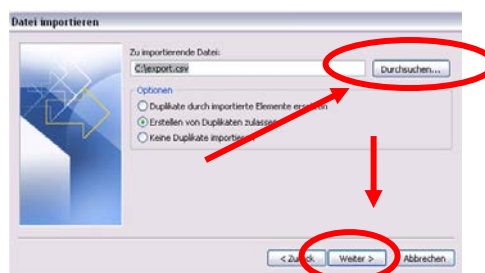 Datei importieren
Zu importierende Datei:
C:\export.csv
Durchsuchen...
Optionen
Duplikate durch importierte Elemente ersetzen
Erstellen von Duplikaten zulassen
Keine Duplikate importieren
< Zurück
Weiter >
Abbrechen